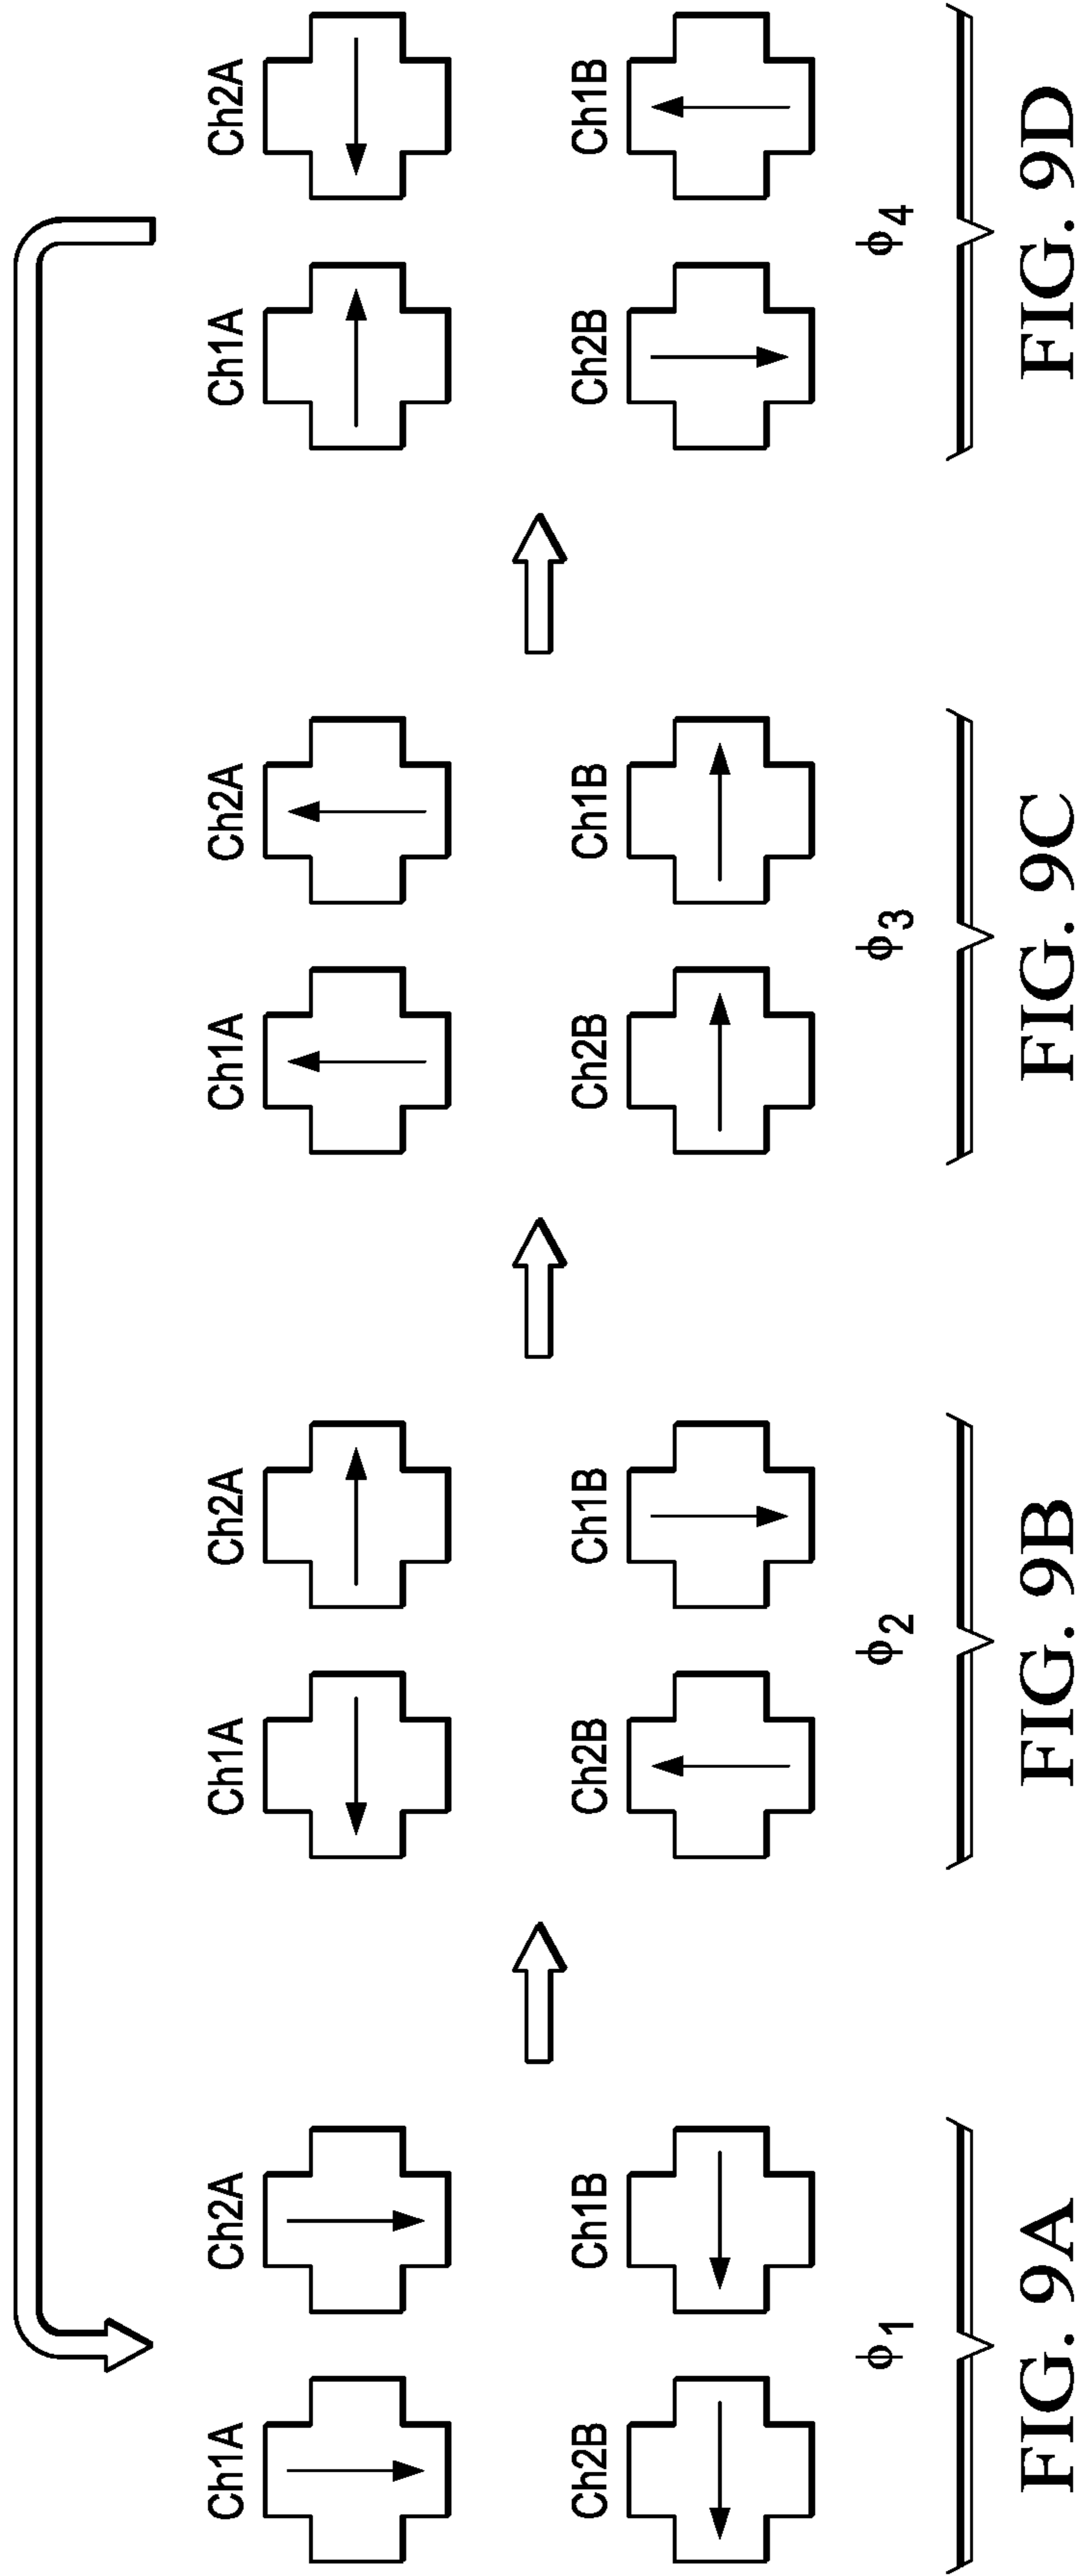 Ch1A Ch2A
Ch2B Ch1B
ϕ1
FIG. 9A
Ch1A Ch2A
Ch2B Ch1B
ϕ2
FIG. 9B
Ch1A Ch2A
Ch2B Ch1B
ϕ3
FIG. 9C
Ch1A Ch2A
Ch2B Ch1B
ϕ4
FIG. 9D